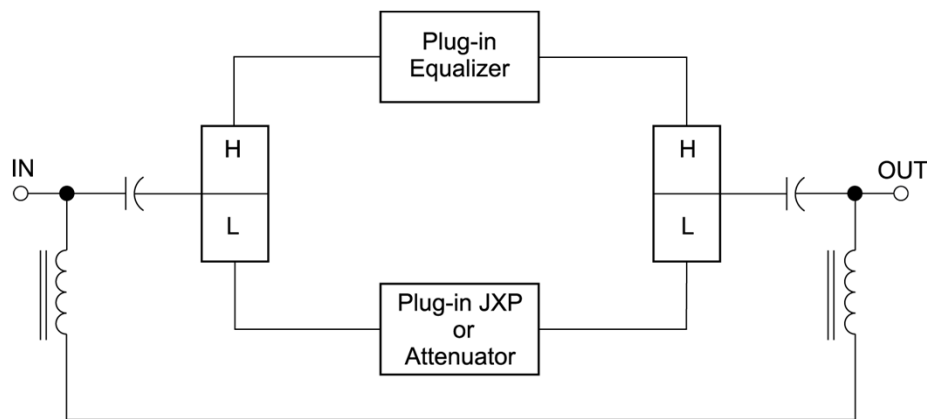 Plug-in
Equalizer
H
H
IN
OUT
L
L
Plug-in JXP
or
Attenuator